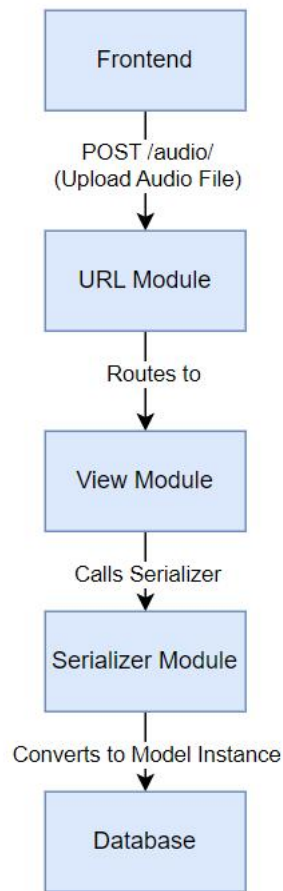 Frontend
POST /audio/
(Upload Audio File)
URL Module
Routes to
View Module
Calls Serializer
Serializer Module
Converts to Model Instance
Database